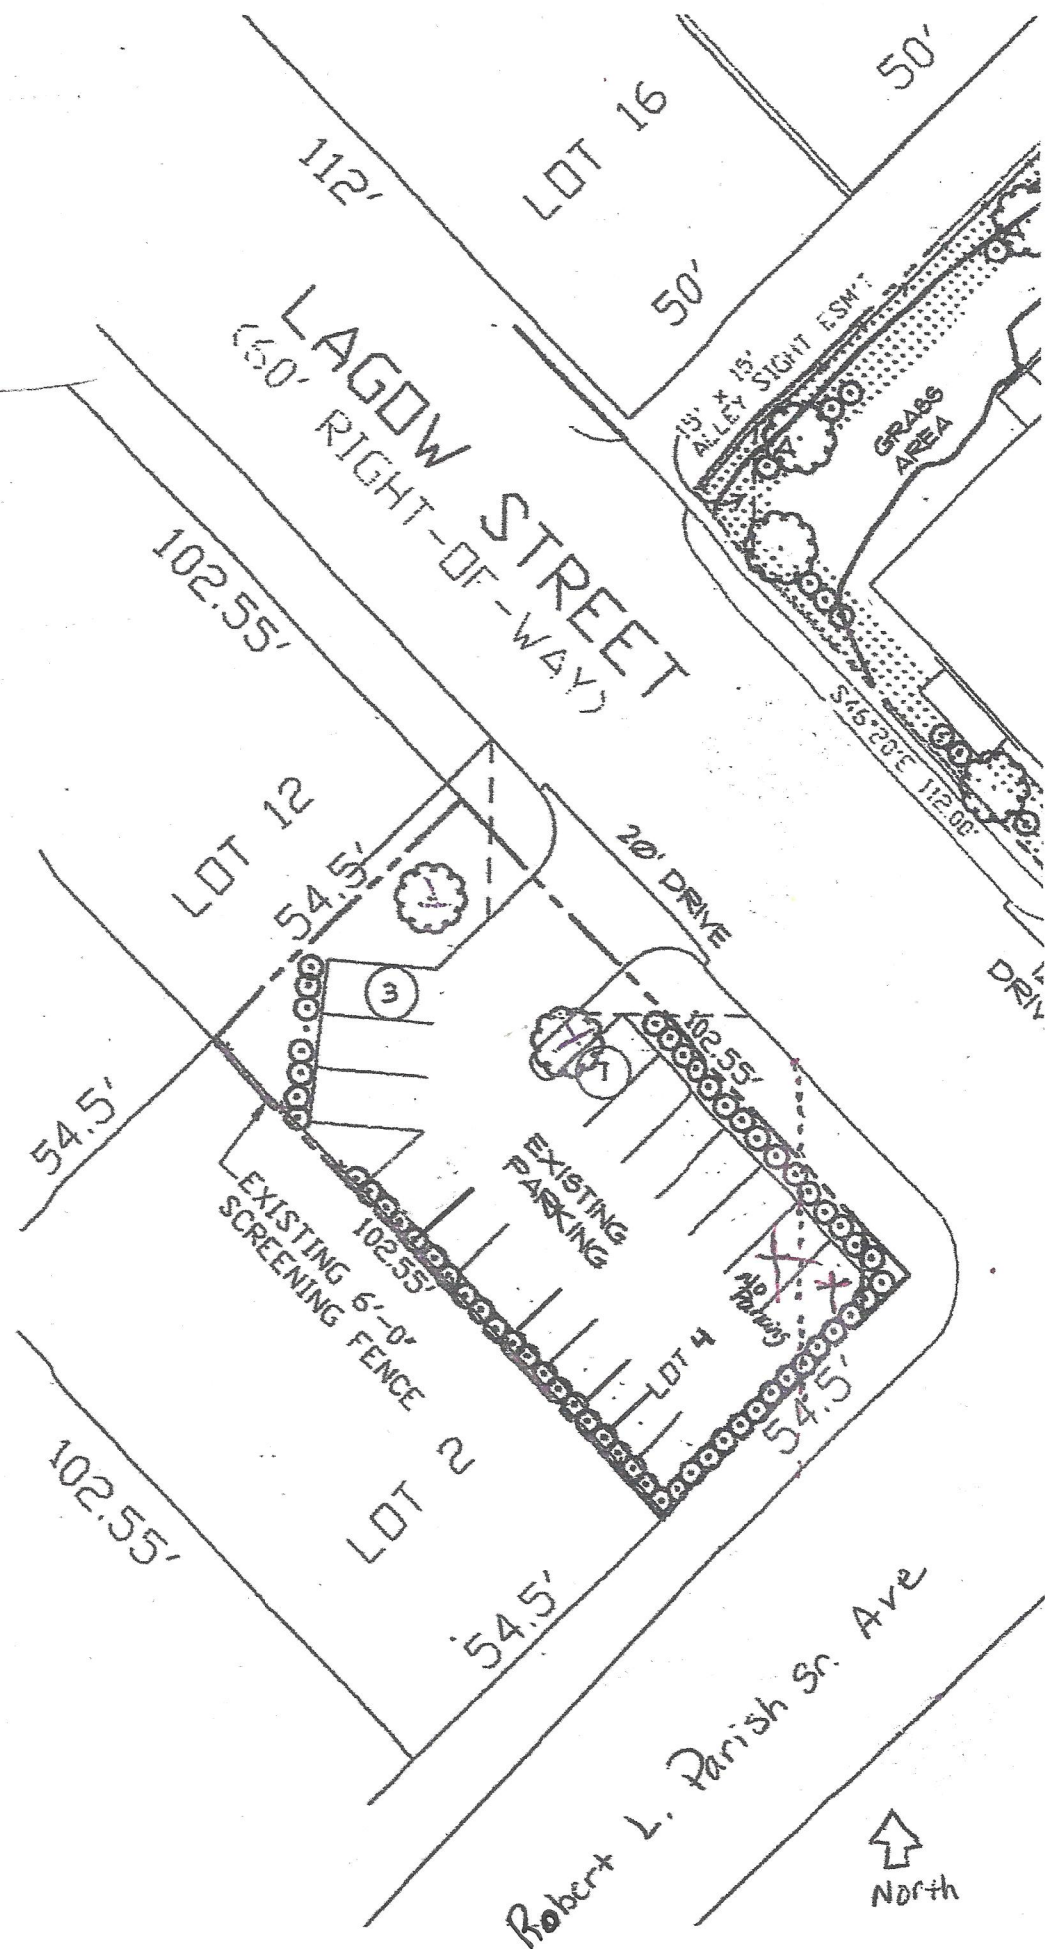 50'
LOT 16
112'
50'
LAGOW STREET
(60' RIGHT-OF-WAY)
15' x 15'
ALLEY SIGHT ESM'T
GRASS
AREA
102.55'
S46°20'E 112.00'
LOT 12
20' DRIVE
54.5'
3
DRIV
7
102.55'
54.5'
EXISTING
PARKING
EXISTING 6'-0"
SCREENING FENCE
102.55'
NO
Parking
LOT 4
54.5'
LOT 2
102.55'
54.5'
Robert L. Parish Sr. Ave
North